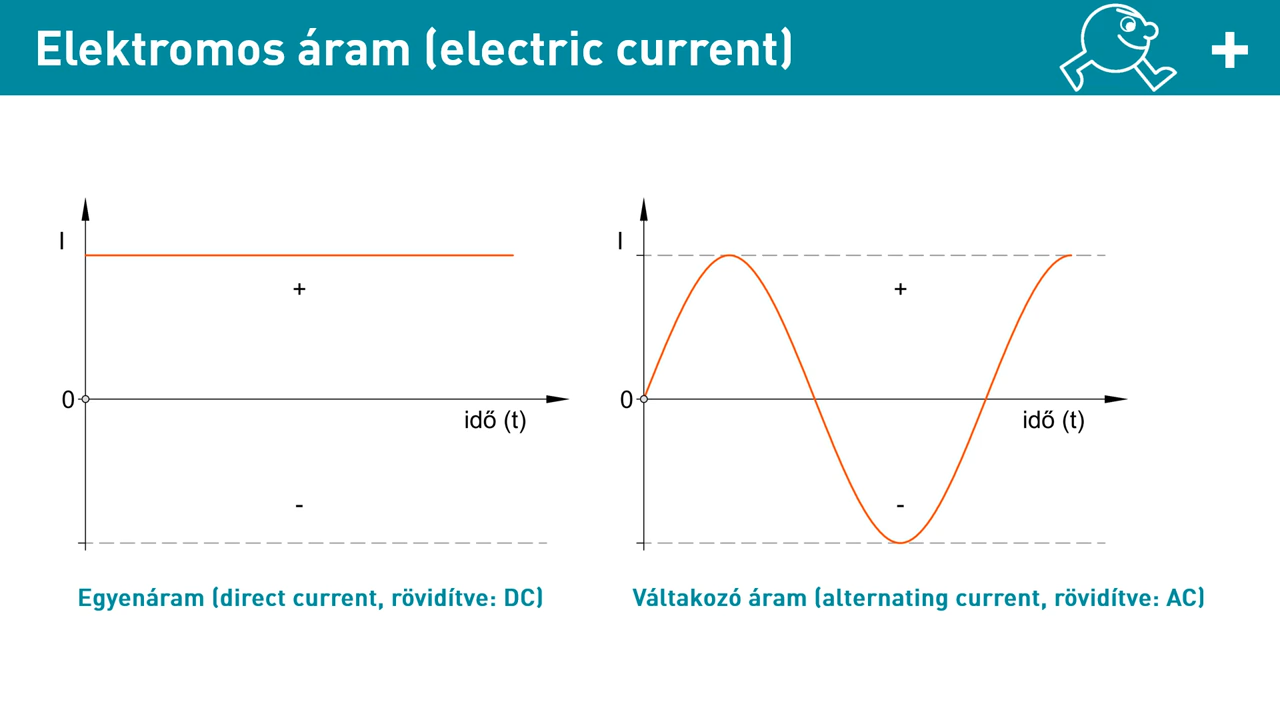 Elektromos áram (electric current)
+
I
+
0
idő (t)
-
Egyenáram (direct current, rövidítve: DC)
I
+
0
idő (t)
-
Váltakozó áram (alternating current, rövidítve: AC)